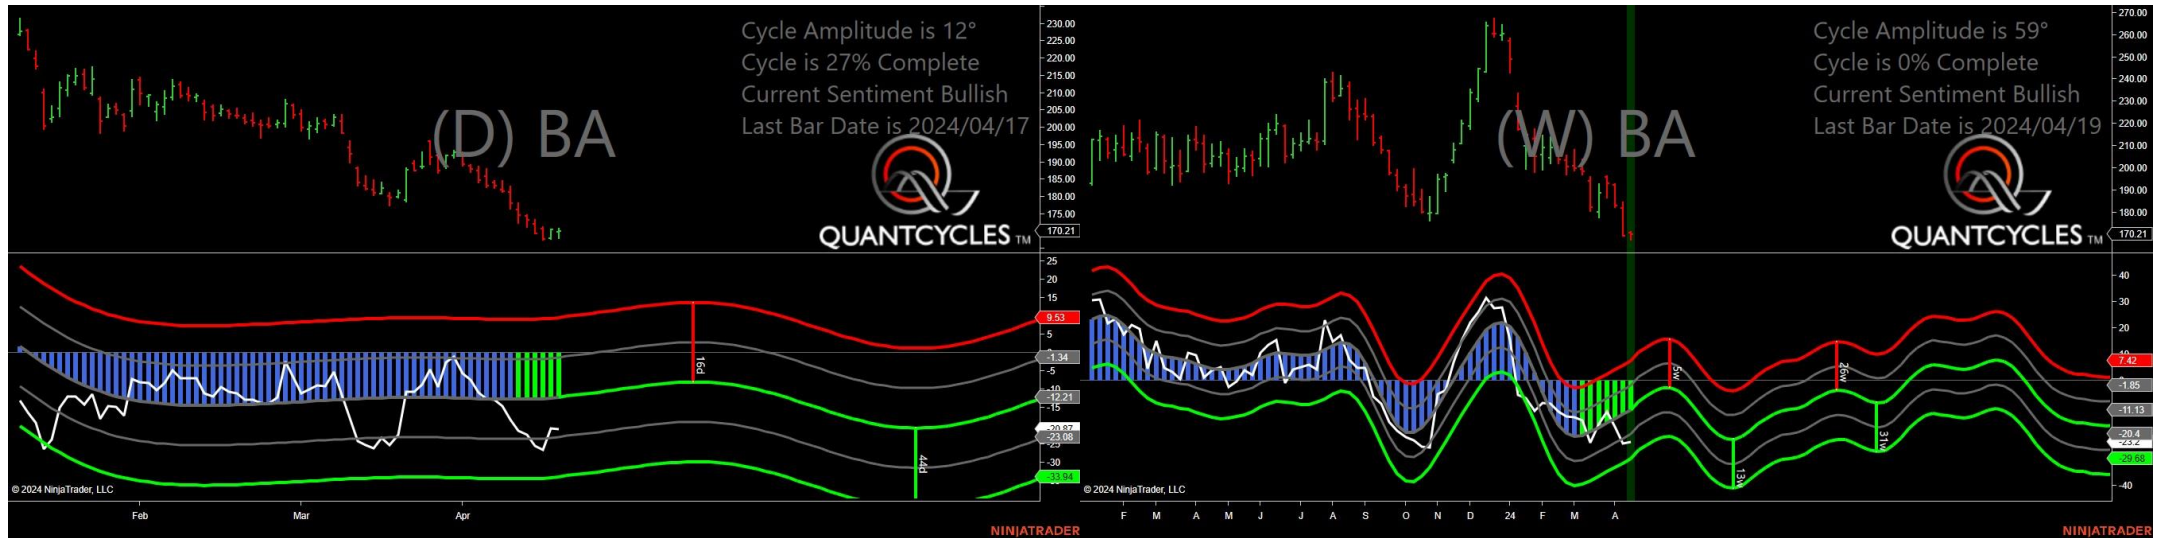 Cycle Amplitude is 12°
Cycle is 27% Complete
Current Sentiment Bullish
Last Bar Date is 2024/04/17
(D) BA
QUANTCYCLES TM
230.00
225.00
220.00
215.00
210.00
205.00
200.00
195.00
190.00
185.00
180.00
175.00
170.21
25
20
15
9.53
5
-1.34
-5
-10
-12.21
-15
-20.87
-23.08
-25
-30
-33.94
16d
44d
© 2024 NinjaTrader, LLC
Feb Mar Apr
NINJATRADER
Cycle Amplitude is 59°
Cycle is 0% Complete
Current Sentiment Bullish
Last Bar Date is 2024/04/19
(W) BA
QUANTCYCLES TM
270.00
260.00
250.00
240.00
230.00
220.00
210.00
200.00
190.00
180.00
170.21
40
30
20
7.42
-1.85
-11.13
-20.4
-23.2
-29.68
-40
5w
13w
26w
31w
© 2024 NinjaTrader, LLC
F M A M J J A S O N D 24 F M A
NINJATRADER